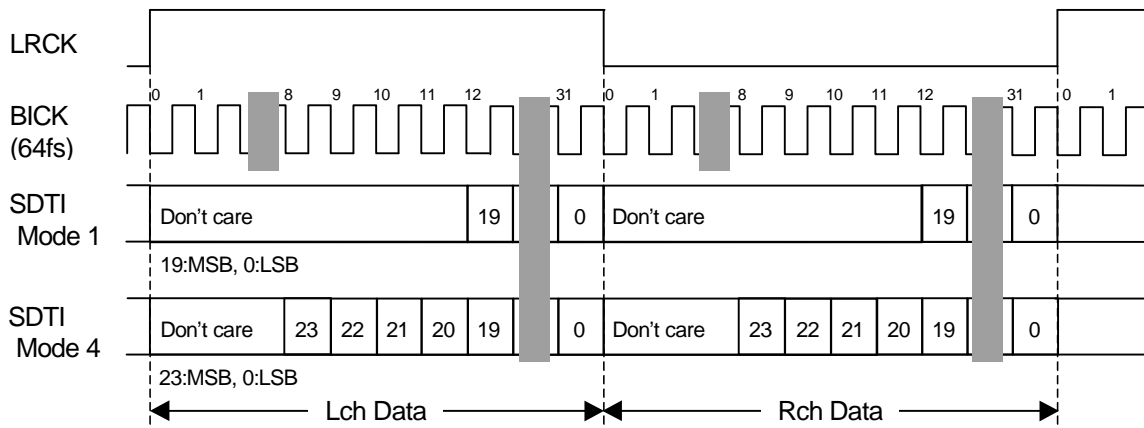 LRCK
0 1 8 9 10 11 12 31 0 1 8 9 10 11 12 31 0 1
BICK
(64fs)
SDTI
Mode 1
Don't care 19 0 Don't care 19 0
19:MSB, 0:LSB
SDTI
Mode 4
Don't care 23 22 21 20 19 0 Don't care 23 22 21 20 19 0
23:MSB, 0:LSB
Lch Data Rch Data